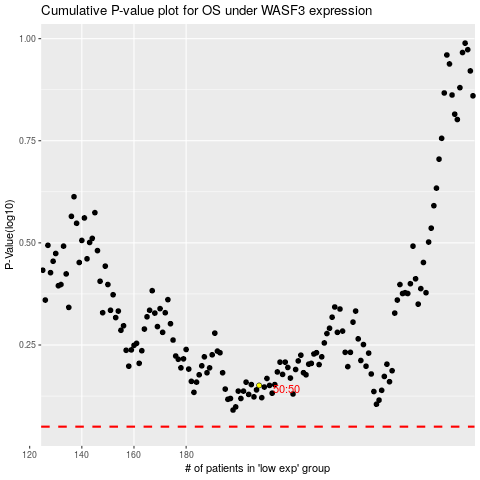 Cumulative P-value plot for OS under WASF3 expression
1.00
0.75
0.50
0.25
P-Value(log10)
50:50
120 140 160 180
# of patients in 'low exp' group